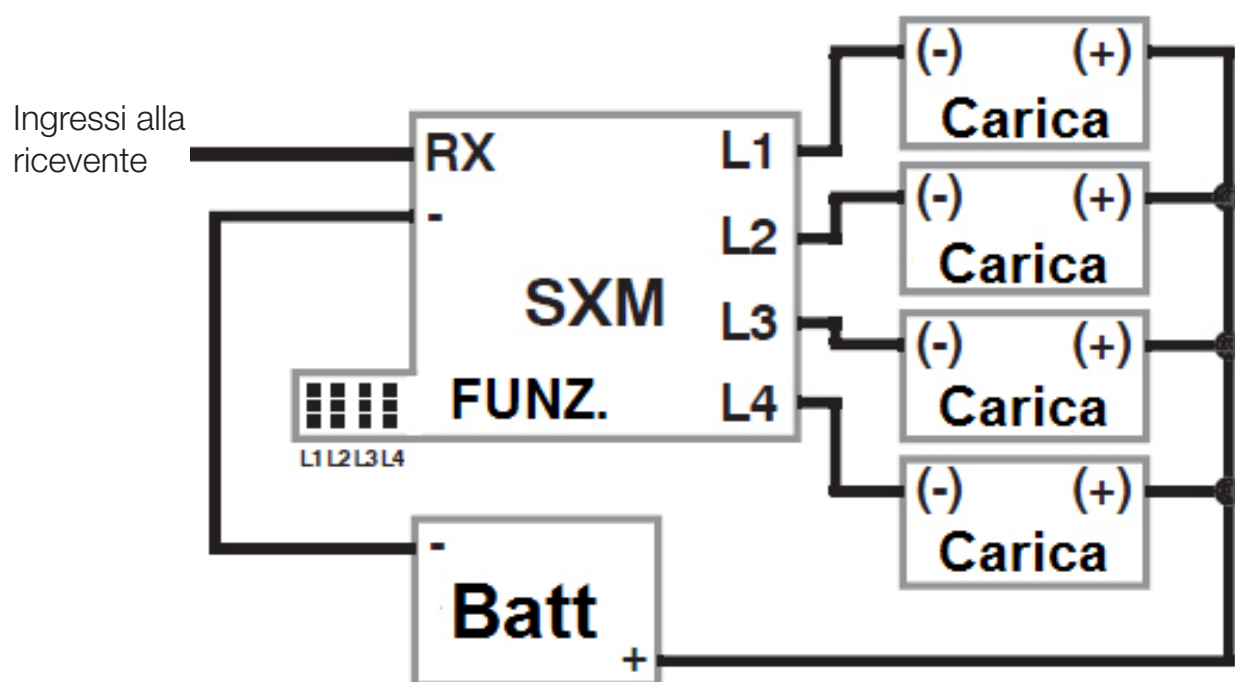 Ingressi alla
ricevente
RX
-
SXM
FUNZ.
L1 L2 L3 L4
L1
L2
L3
L4
(-) (+)
Carica
(-) (+)
Carica
(-) (+)
Carica
(-) (+)
Carica
-
Batt
+